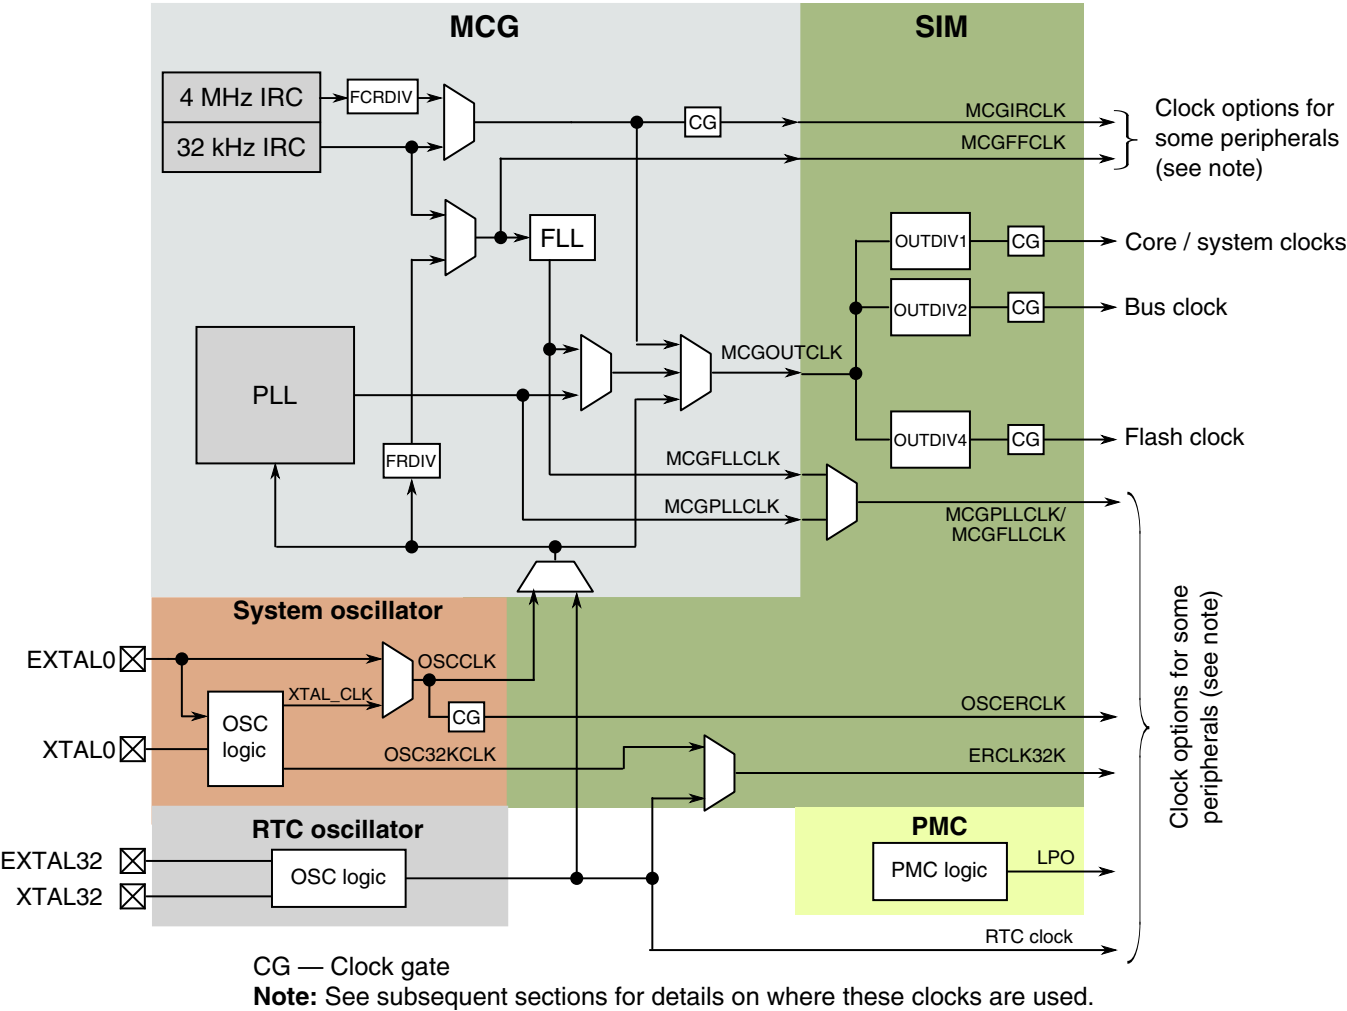 MCG
SIM
4 MHz IRC
FCRDIV
32 kHz IRC
CG
MCGIRCLK
MCGFFCLK
Clock options for
some peripherals
(see note)
FLL
OUTDIV1
CG
Core / system clocks
OUTDIV2
CG
Bus clock
PLL
MCGOUTCLK
OUTDIV4
CG
Flash clock
FRDIV
MCGFLLCLK
MCGPLLCLK
MCGPLLCLK/
MCGFLLCLK
System oscillator
EXTAL0
OSCCLK
XTAL_CLK
OSC
logic
CG
OSCERCLK
XTAL0
OSC32KCLK
ERCLK32K
Clock options for some
peripherals (see note)
RTC oscillator
PMC
EXTAL32
OSC logic
XTAL32
PMC logic
LPO
RTC clock
CG — Clock gate
Note: See subsequent sections for details on where these clocks are used.